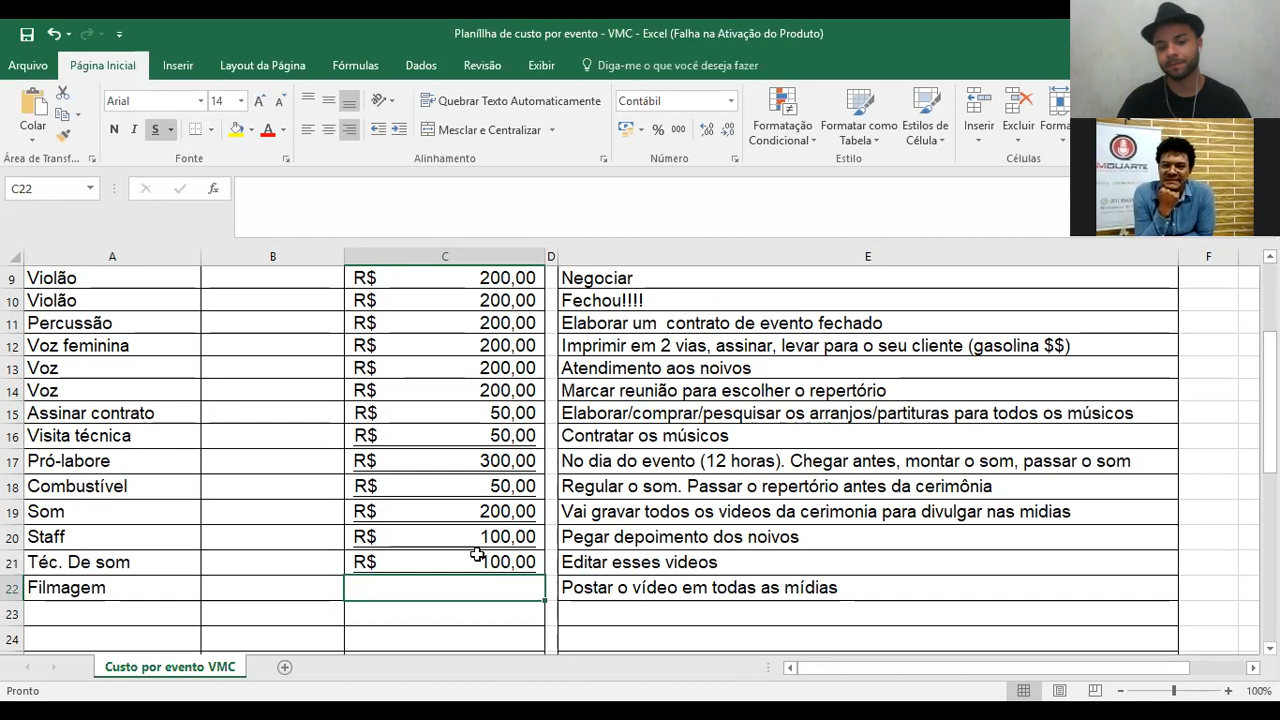 Planíllha de custo por evento - VMC - Excel (Falha na Ativação do Produto)
Arquivo Página Inicial Inserir Layout da Página Fórmulas Dados Revisão Exibir Diga-me o que você deseja fazer
Colar
Arial 14
N I S
Quebrar Texto Automaticamente
Mesclar e Centralizar
Contábil
% 000
Formatação Condicional
Formatar como Tabela
Estilos de Célula
Inserir Excluir Forma
Área de Transf... Fonte Alinhamento Número Estilo Células
MDUARTE
C22
fx
A B C D E F
9 Violão R$ 200,00 Negociar
10 Violão R$ 200,00 Fechou!!!!
11 Percussão R$ 200,00 Elaborar um contrato de evento fechado
12 Voz feminina R$ 200,00 Imprimir em 2 vias, assinar, levar para o seu cliente (gasolina $$)
13 Voz R$ 200,00 Atendimento aos noivos
14 Voz R$ 200,00 Marcar reunião para escolher o repertório
15 Assinar contrato R$ 50,00 Elaborar/comprar/pesquisar os arranjos/partituras para todos os músicos
16 Visita técnica R$ 50,00 Contratar os músicos
17 Pró-labore R$ 300,00 No dia do evento (12 horas). Chegar antes, montar o som, passar o som
18 Combustível R$ 50,00 Regular o som. Passar o repertório antes da cerimônia
19 Som R$ 200,00 Vai gravar todos os videos da cerimonia para divulgar nas midias
20 Staff R$ 100,00 Pegar depoimento dos noivos
21 Téc. De som R$ 100,00 Editar esses videos
22 Filmagem Postar o vídeo em todas as mídias
23
24
Custo por evento VMC
Pronto
100%